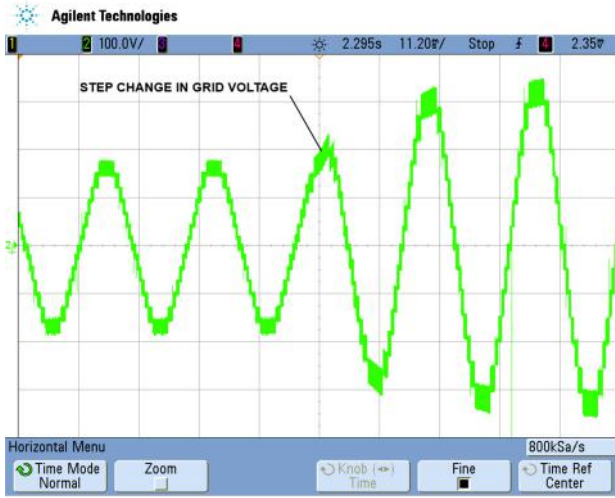 Agilent Technologies
1 2 100.0V/ 3 4 2.295s 11.20ms/ Stop 4 2.35V
STEP CHANGE IN GRID VOLTAGE
2
Horizontal Menu 800kSa/s
Time Mode Zoom Knob Fine Time Ref
Normal Time Center